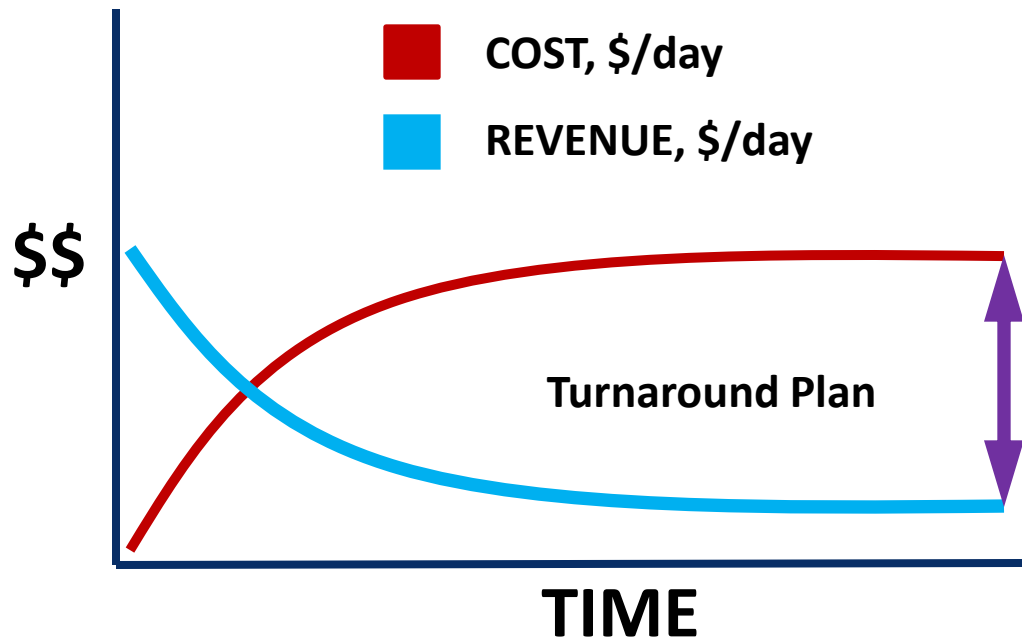 COST, $/day
REVENUE, $/day
$$
Turnaround Plan
TIME